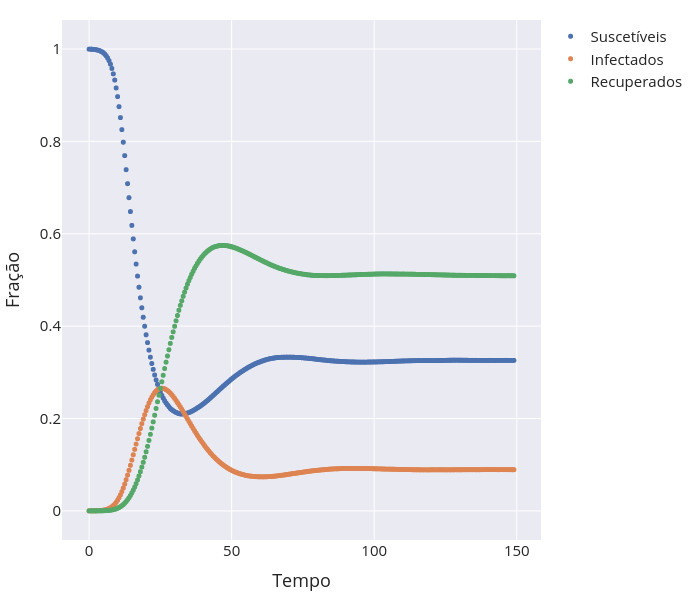 Suscetíveis
Infectados
Recuperados
1
0.8
0.6
0.4
0.2
0
Fração
0 50 100 150
Tempo